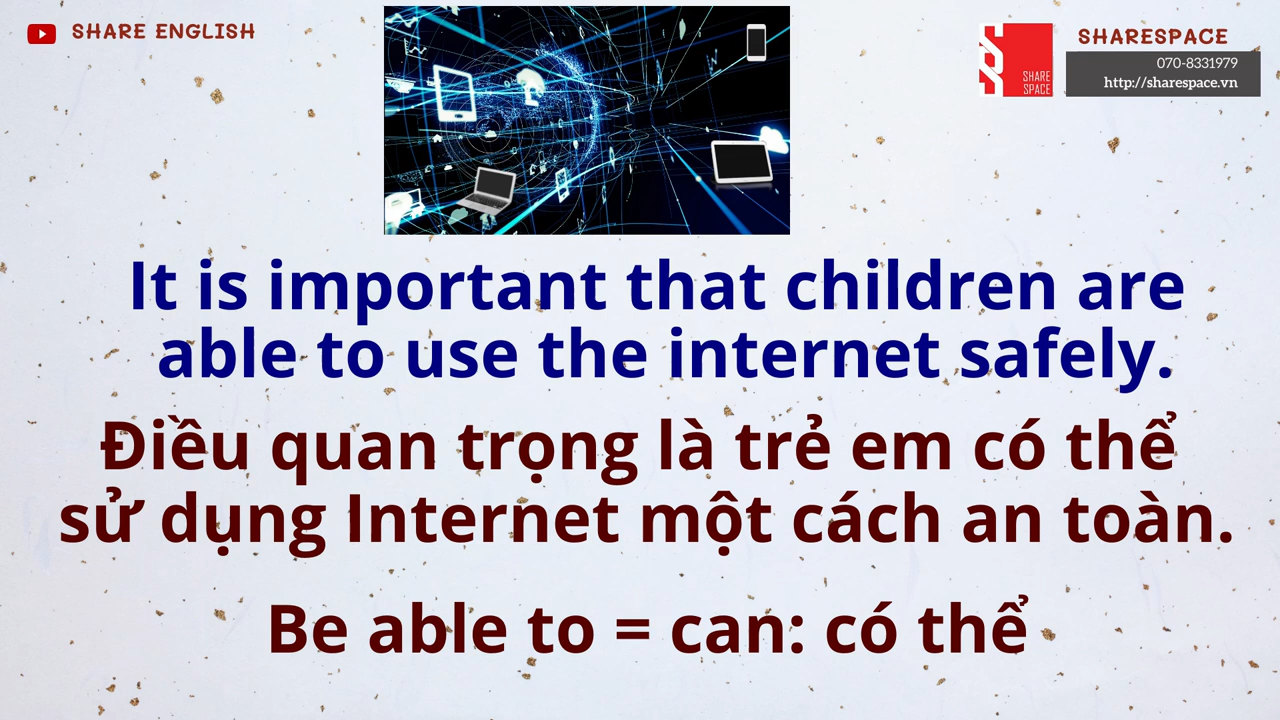 SHARE ENGLISH
SHARESPACE
070-8331979
http://sharespace.vn
SHARE
SPACE
It is important that children are
able to use the internet safely.
Điều quan trọng là trẻ em có thể
sử dụng Internet một cách an toàn.
Be able to = can: có thể